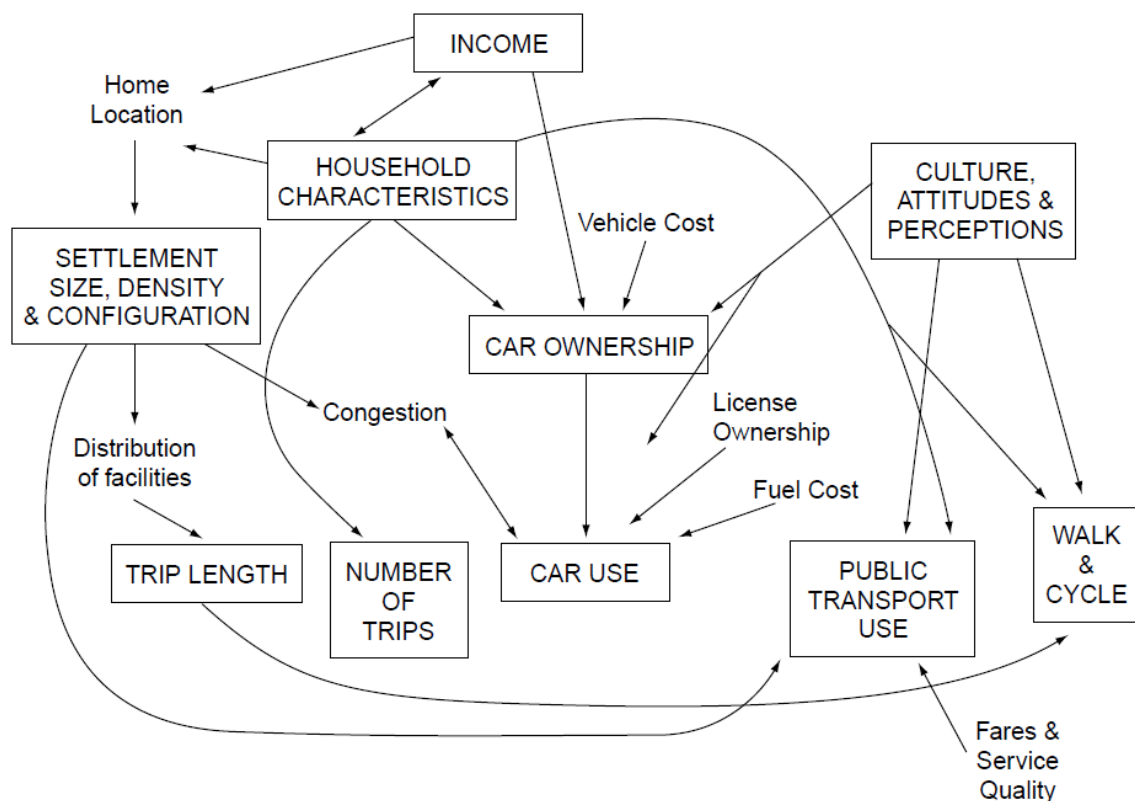 INCOME
Home
Location
HOUSEHOLD
CHARACTERISTICS
CULTURE,
ATTITUDES &
PERCEPTIONS
Vehicle Cost
SETTLEMENT
SIZE, DENSITY
& CONFIGURATION
CAR OWNERSHIP
Congestion
License
Ownership
Distribution
of facilities
Fuel Cost
TRIP LENGTH
NUMBER
OF
TRIPS
CAR USE
PUBLIC
TRANSPORT
USE
WALK
&
CYCLE
Fares &
Service
Quality